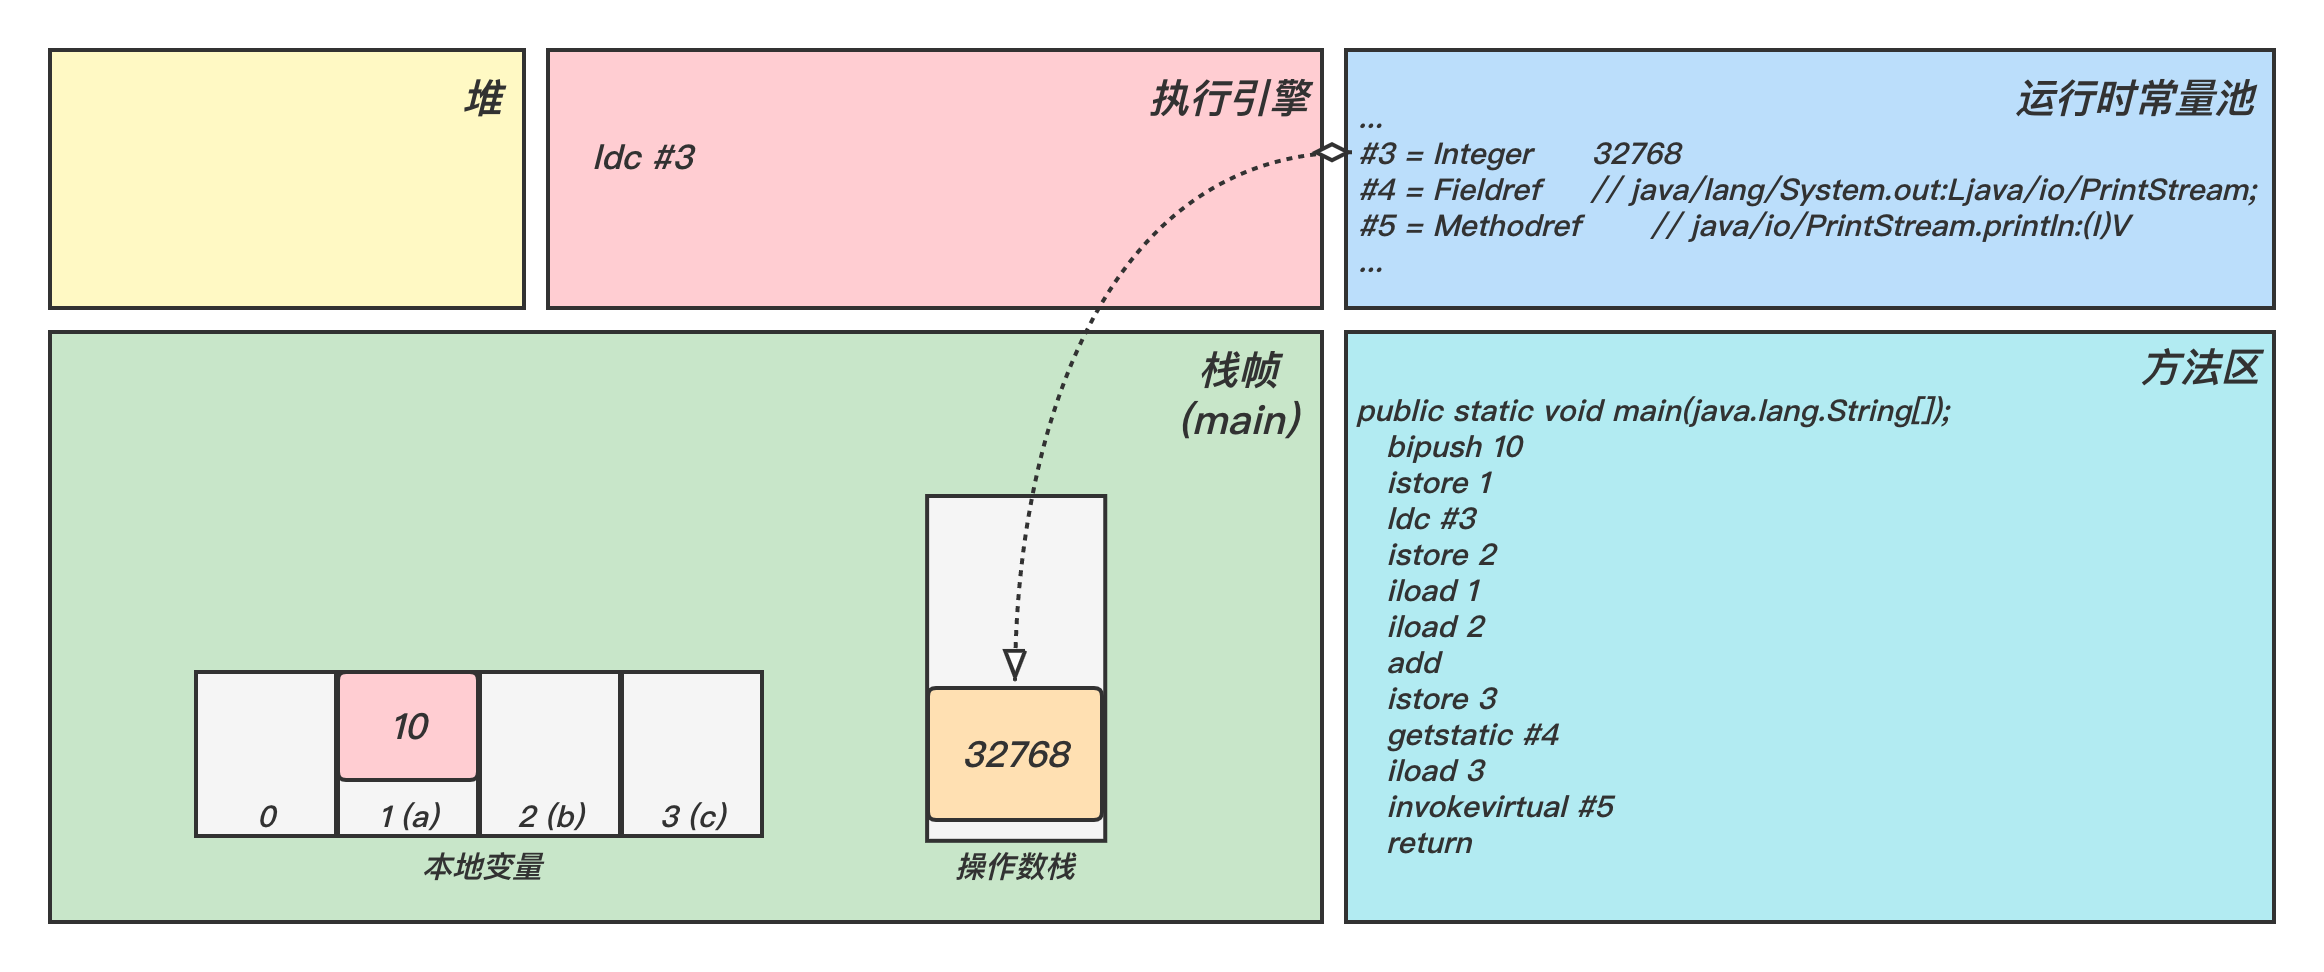 堆
执行引擎
ldc #3
运行时常量池
...
#3 = Integer 32768
#4 = Fieldref // java/lang/System.out:Ljava/io/PrintStream;
#5 = Methodref // java/io/PrintStream.println:(I)V
...
栈帧
(main)
10
0
1 (a)
2 (b)
3 (c)
本地变量
32768
操作数栈
方法区
public static void main(java.lang.String[]);
bipush 10
istore 1
ldc #3
istore 2
iload 1
iload 2
add
istore 3
getstatic #4
iload 3
invokevirtual #5
return